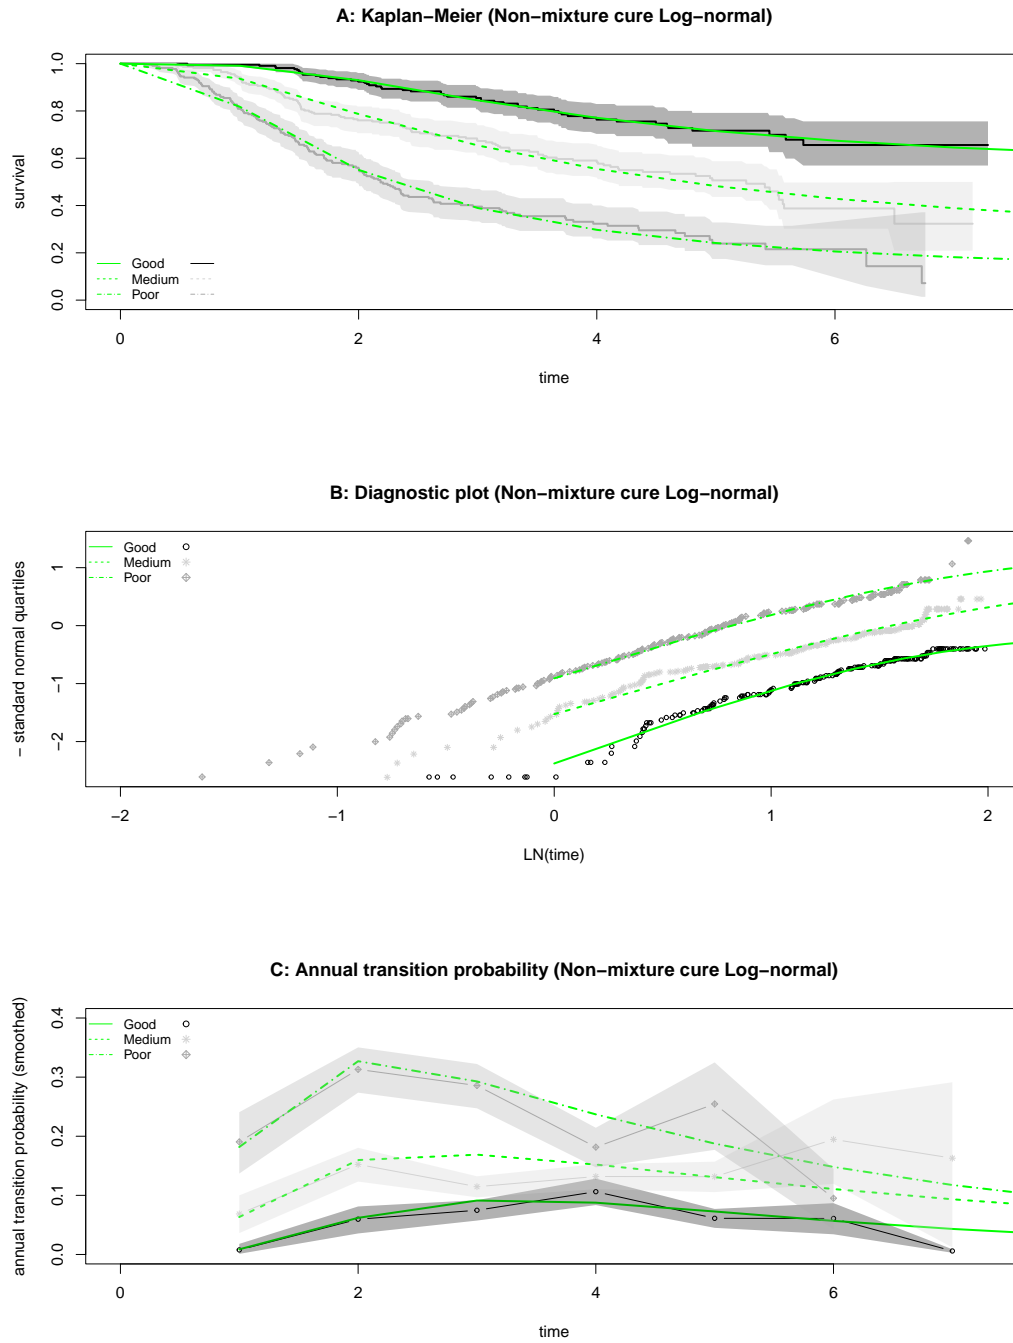 A: Kaplan−Meier (Non−mixture cure Log−normal)
survival
1.0
0.8
0.6
0.4
0.2
0.0
Good
Medium
Poor
0 2 4 6
time
B: Diagnostic plot (Non−mixture cure Log−normal)
− standard normal quartiles
1
0
−1
−2
Good
Medium
Poor
−2 −1 0 1 2
LN(time)
C: Annual transition probability (Non−mixture cure Log−normal)
annual transition probability (smoothed)
0.4
0.3
0.2
0.1
0.0
Good
Medium
Poor
0 2 4 6
time